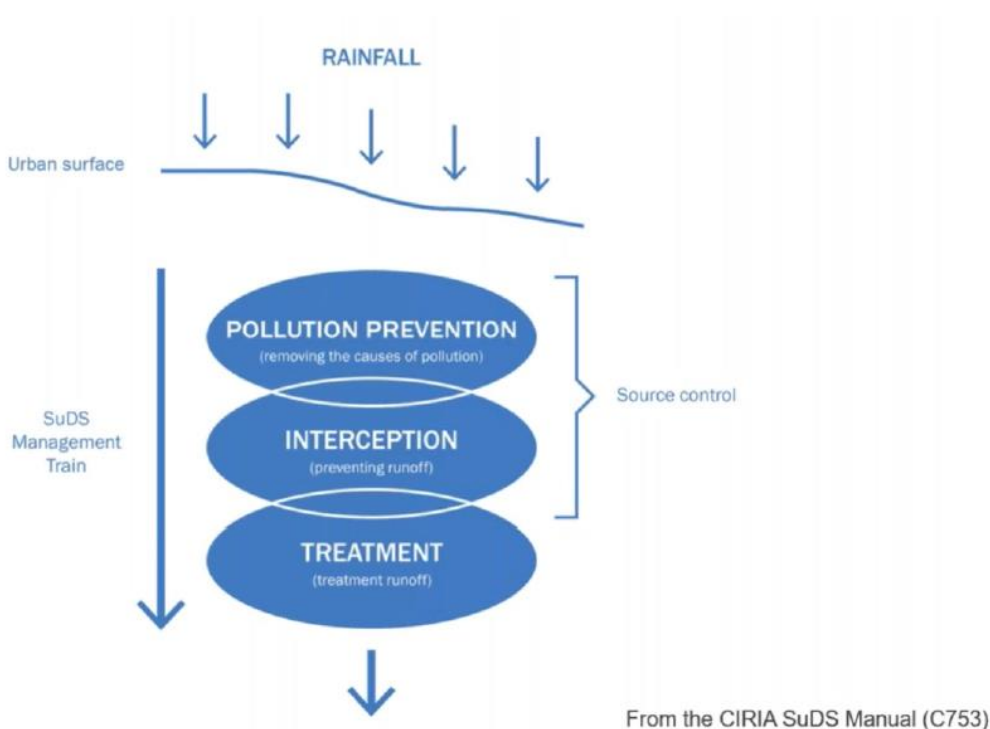 RAINFALL
Urban surface
POLLUTION PREVENTION
(removing the causes of pollution)
Source control
INTERCEPTION
(preventing runoff)
SuDS
Management
Train
TREATMENT
(treatment runoff)
From the CIRIA SuDS Manual (C753)